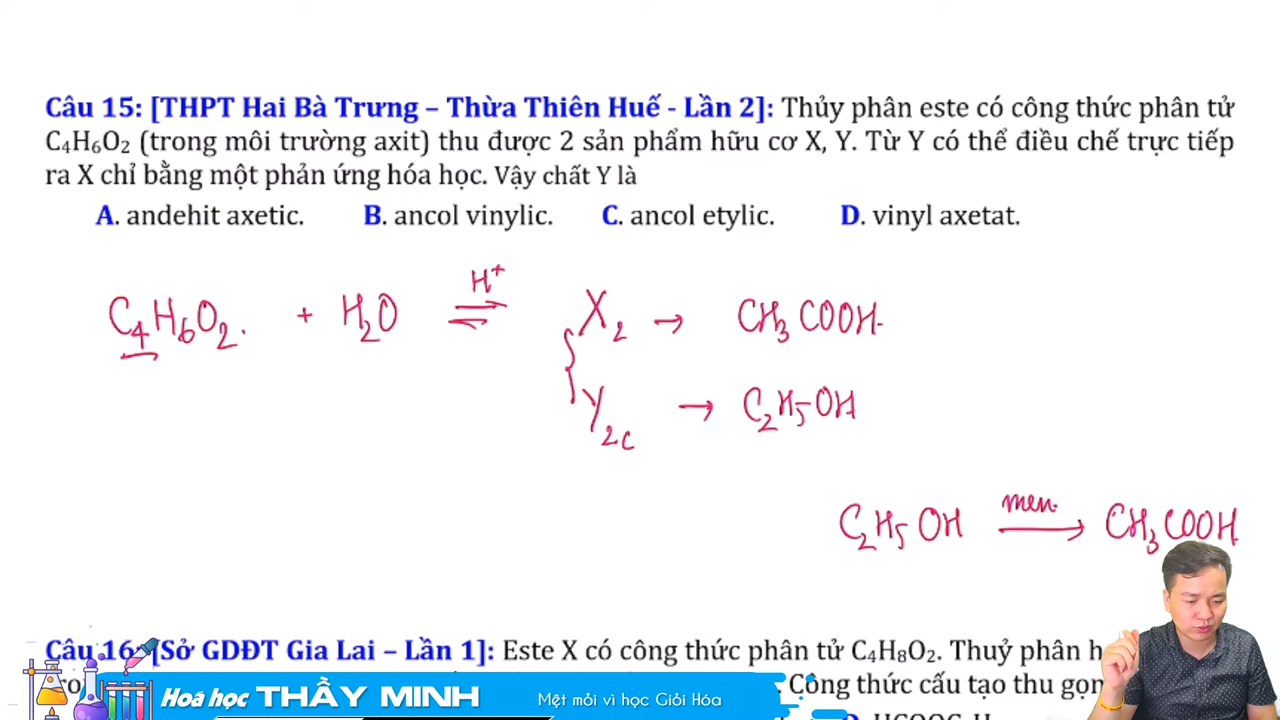 Câu 15: [THPT Hai Bà Trưng – Thừa Thiên Huế - Lần 2]: Thủy phân este có công thức phân tử
C₄H₆O₂ (trong môi trường axit) thu được 2 sản phẩm hữu cơ X, Y. Từ Y có thể điều chế trực tiếp
ra X chỉ bằng một phản ứng hóa học. Vậy chất Y là
A. andehit axetic. B. ancol vinylic. C. ancol etylic. D. vinyl axetat.
H⁺
C₄H₆O₂. + H₂O ⇌ X₂ → CH₃COOH.
Y₂c → C₂H₅OH
men
C₂H₅OH → CH₃COOH
Câu 16: [Sở GDĐT Gia Lai – Lần 1]: Este X có công thức phân tử C₄H₈O₂. Thuỷ phân
Công thức cấu tạo thu gọn
Hoá học THẦY MINH Mệt mỏi vì học Giỏi Hóa